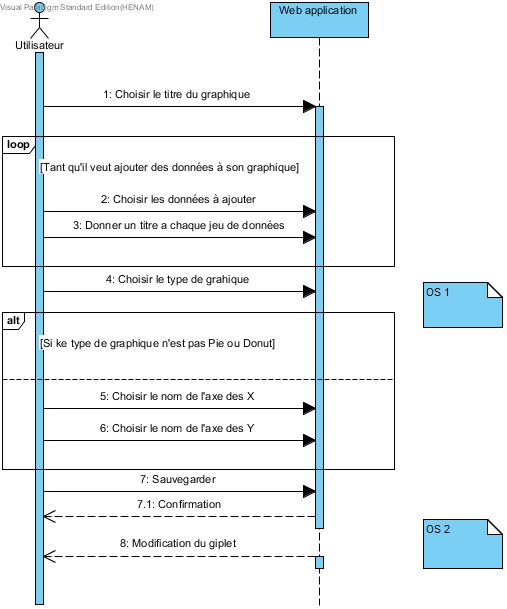 Visual Paradigm Standard Edition(HENAM)
Web application
Utilisateur
1: Choisir le titre du graphique
loop
[Tant qu'il veut ajouter des données à son graphique]
2: Choisir les données à ajouter
3: Donner un titre a chaque jeu de données
4: Choisir le type de grahique
OS 1
alt
[Si ke type de graphique n'est pas Pie ou Donut]
5: Choisir le nom de l'axe des X
6: Choisir le nom de l'axe des Y
7: Sauvegarder
7.1: Confirmation
OS 2
8: Modification du giplet